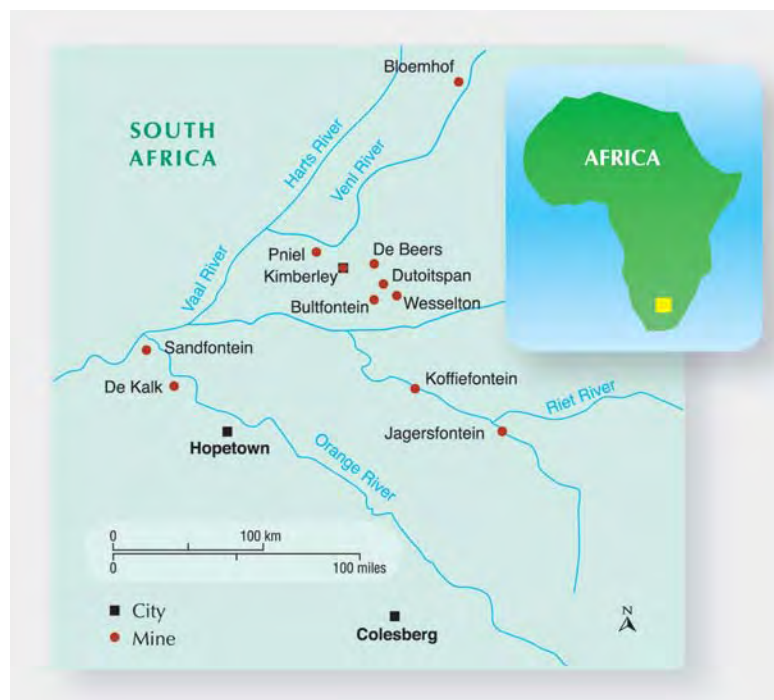 Bloemhof
SOUTH
AFRICA
Harts River
Venl River
AFRICA
Vaal River
Pniel
De Beers
Kimberley
Dutoitspan
Bultfontein
Wesselton
Sandfontein
De Kalk
Koffiefontein
Riet River
Jagersfontein
Hopetown
Orange River
0 100 km
0 100 miles
City
Mine
Colesberg
N